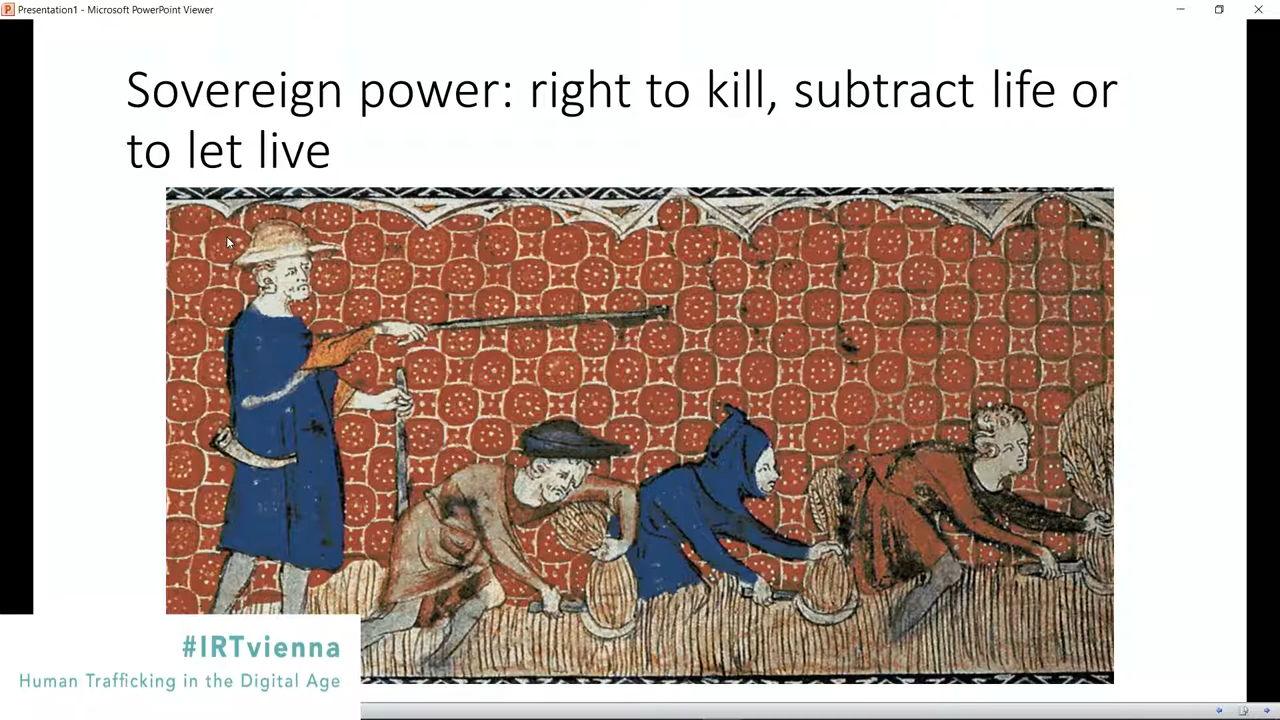 Presentation1 - Microsoft PowerPoint Viewer
Sovereign power: right to kill, subtract life or
to let live
#IRTvienna
Human Trafficking in the Digital Age